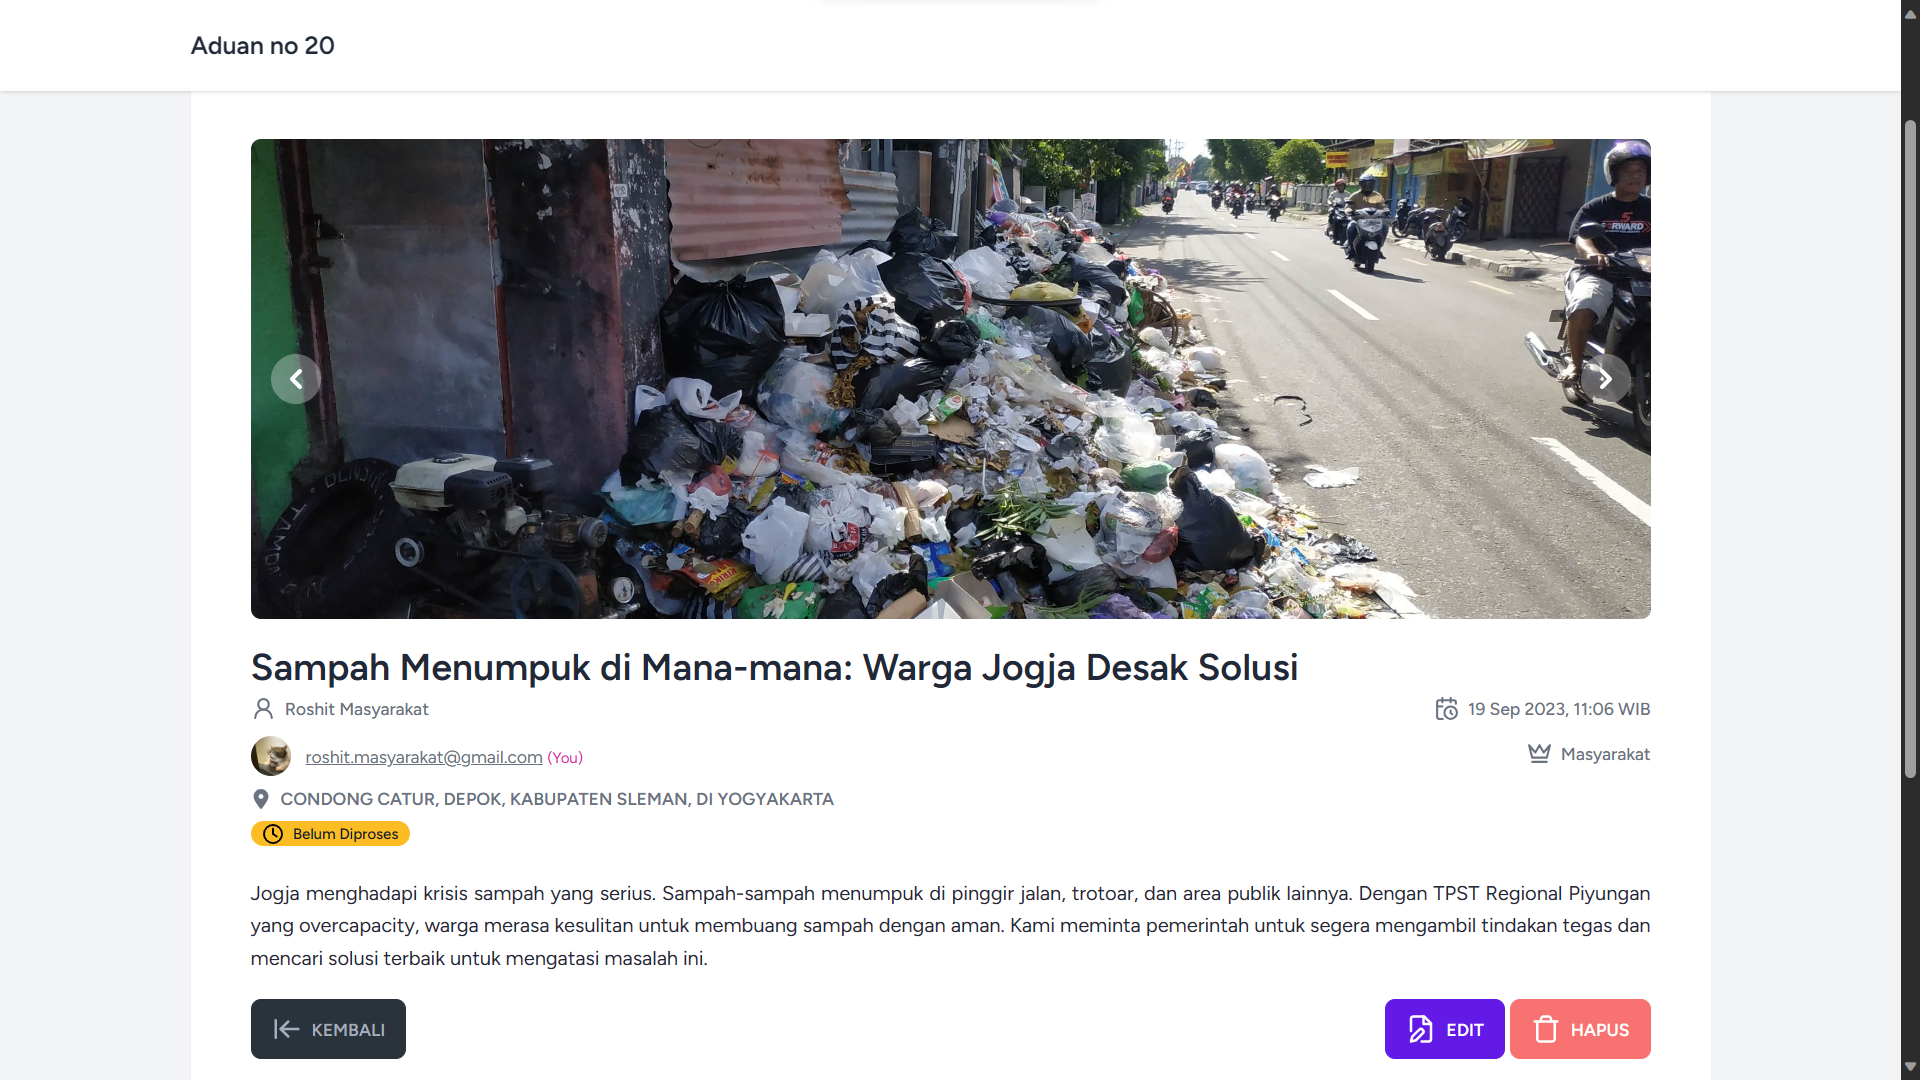 Aduan no 20
FORWARD
Sampah Menumpuk di Mana-mana: Warga Jogja Desak Solusi
Roshit Masyarakat
19 Sep 2023, 11:06 WIB
roshit.masyarakat@gmail.com (You)
Masyarakat
CONDONG CATUR, DEPOK, KABUPATEN SLEMAN, DI YOGYAKARTA
Belum Diproses
Jogja menghadapi krisis sampah yang serius. Sampah-sampah menumpuk di pinggir jalan, trotoar, dan area publik lainnya. Dengan TPST Regional Piyungan
yang overcapacity, warga merasa kesulitan untuk membuang sampah dengan aman. Kami meminta pemerintah untuk segera mengambil tindakan tegas dan
mencari solusi terbaik untuk mengatasi masalah ini.
KEMBALI
EDIT
HAPUS